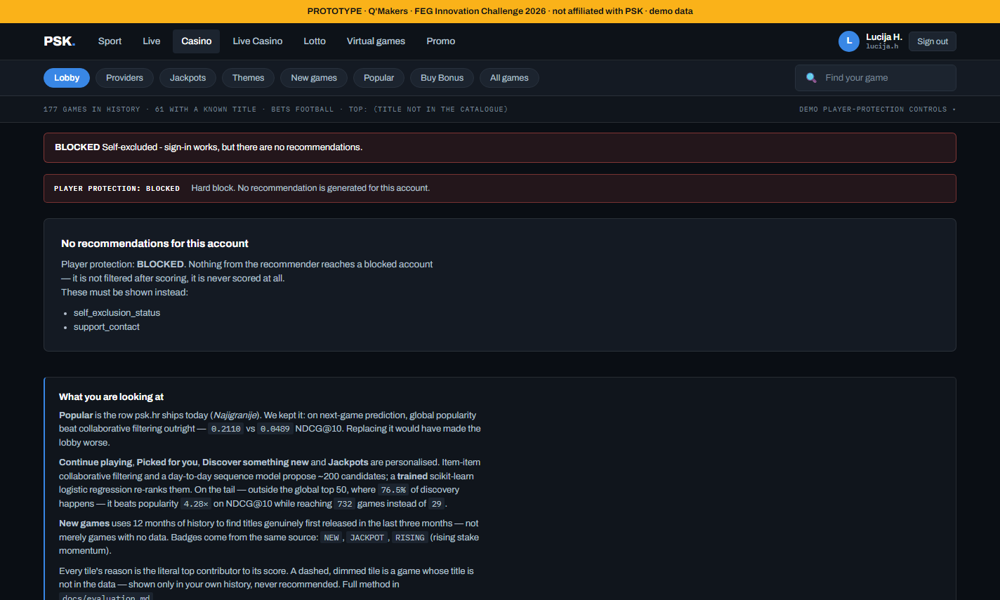 PROTOTYPE · Q'Makers · FEG Innovation Challenge 2026 · not affiliated with PSK · demo data
PSK.
Sport
Live
Casino
Live Casino
Lotto
Virtual games
Promo
L
Lucija H.
lucija.h
Sign out
Lobby
Providers
Jackpots
Themes
New games
Popular
Buy Bonus
All games
Find your game
177 GAMES IN HISTORY · 61 WITH A KNOWN TITLE · BETS FOOTBALL · TOP: (TITLE NOT IN THE CATALOGUE)
DEMO PLAYER-PROTECTION CONTROLS
BLOCKED Self-excluded - sign-in works, but there are no recommendations.
PLAYER PROTECTION: BLOCKED Hard block. No recommendation is generated for this account.
No recommendations for this account
Player protection: BLOCKED. Nothing from the recommender reaches a blocked account
— it is not filtered after scoring, it is never scored at all.
These must be shown instead:
• self_exclusion_status
• support_contact
What you are looking at
Popular is the row psk.hr ships today (Najigranije). We kept it: on next-game prediction, global popularity
beat collaborative filtering outright — 0.2110 vs 0.0489 NDCG@10. Replacing it would have made the
lobby worse.
Continue playing, Picked for you, Discover something new and Jackpots are personalised. Item-item
collaborative filtering and a day-to-day sequence model propose ~200 candidates; a trained scikit-learn
logistic regression re-ranks them. On the tail — outside the global top 50, where 76.5% of discovery
happens — it beats popularity 4.28× on NDCG@10 while reaching 732 games instead of 29.
New games uses 12 months of history to find titles genuinely first released in the last three months — not
merely games with no data. Badges come from the same source: NEW, JACKPOT, RISING (rising stake
momentum).
Every tile's reason is the literal top contributor to its score. A dashed, dimmed tile is a game whose title is
not in the data — shown only in your own history, never recommended. Full method in
docs/evaluation.md